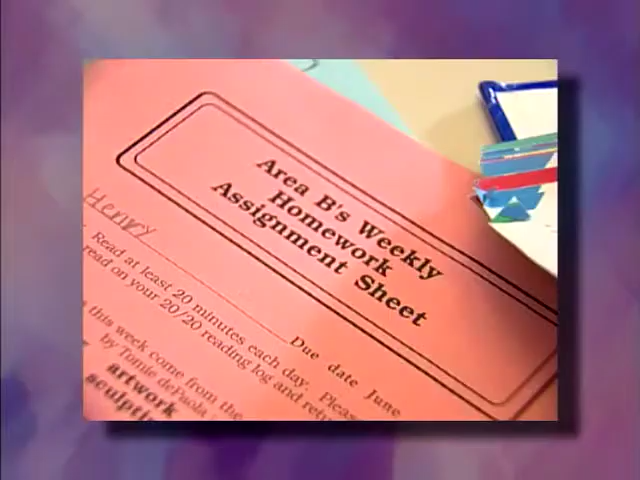 Area B's Weekly
Homework
Assignment Sheet
Henry
Due date June
Read at least 20 minutes each day.
read on your 20/20 reading log and
this week come from the
by Tomie dePaola
artwork